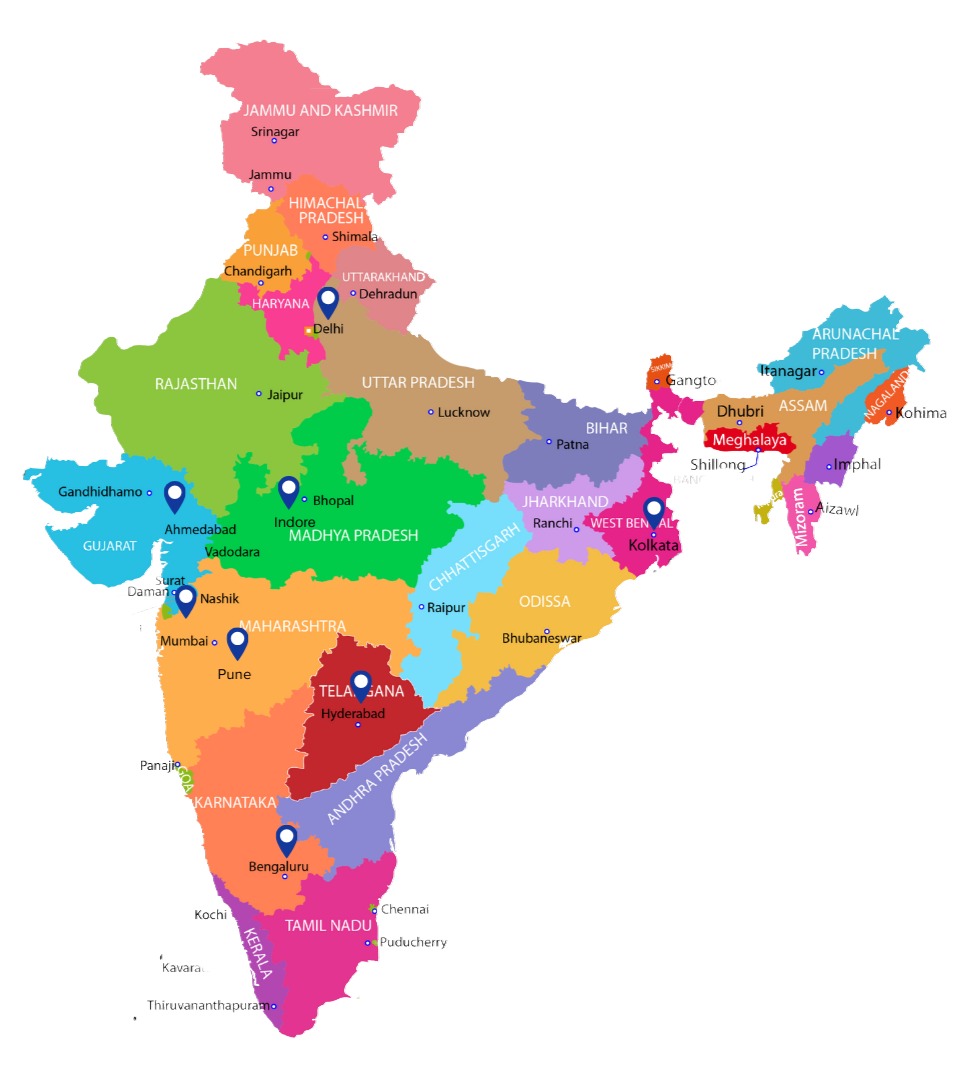 JAMMU AND KASHMIR
Srinagar
Jammu
HIMACHAL
PRADESH
Shimala
PUNJAB
Chandigarh
UTTARAKHAND
Dehradun
HARYANA
Delhi
ARUNACHAL
PRADESH
Itanagar
RAJASTHAN
Jaipur
UTTAR PRADESH
Lucknow
SIKKIM
Gangto
NAGALAND
Kohima
Dhubri
ASSAM
BIHAR
Patna
Meghalaya
Shillong
Imphal
Gandhidhamo
Ahmedabad
GUJARAT
Vadodara
Bhopal
Indore
MADHYA PRADESH
JHARKHAND
Ranchi
WEST BENGAL
Kolkata
Mizoram
Aizawl
CHHATTISGARH
Raipur
ODISSA
Bhubaneswar
Surat
Daman
Nashik
MAHARASHTRA
Mumbai
Pune
TELANGANA
Hyderabad
Panaji
GOA
KARNATAKA
ANDHRA PRADESH
Bengaluru
Kochi
KERALA
TAMIL NADU
Chennai
Puducherry
Thiruvananthapuram